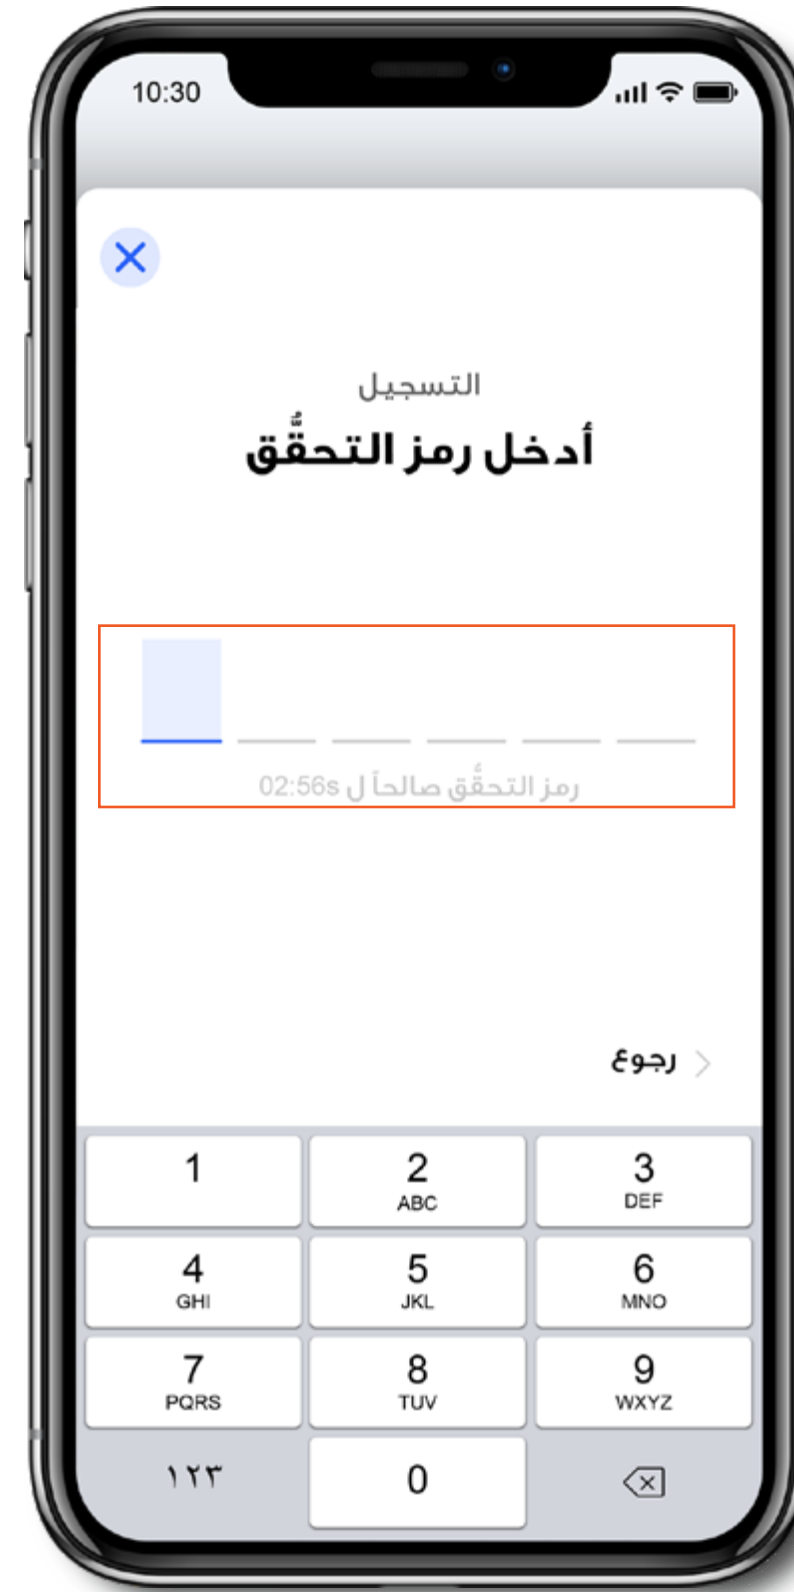 10:30
التسجيل
أدخل رمز التحقُّق
رمز التحقُّق صالحاً ل 02:56s
رجوع
1
2
ABC
3
DEF
4
GHI
5
JKL
6
MNO
7
PQRS
8
TUV
9
WXYZ
١٢٣
0